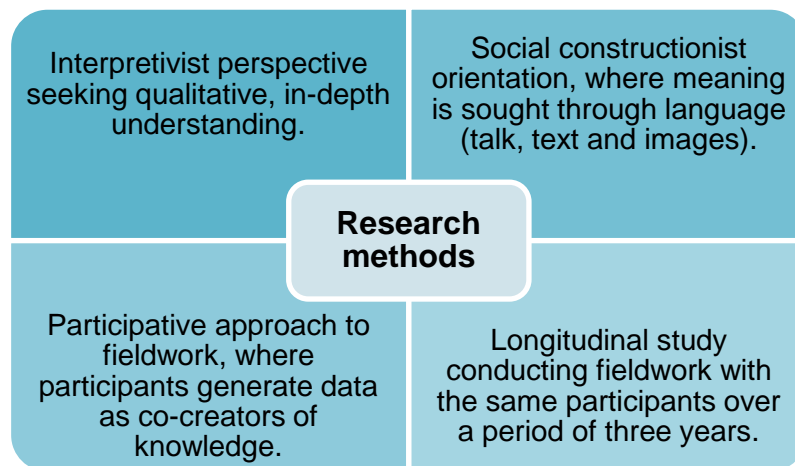 Interpretivist perspective
seeking qualitative, in-depth
understanding.
Social constructionist
orientation, where meaning
is sought through language
(talk, text and images).
Research
methods
Participative approach to
fieldwork, where
participants generate data
as co-creators of
knowledge.
Longitudinal study
conducting fieldwork with
the same participants over
a period of three years.